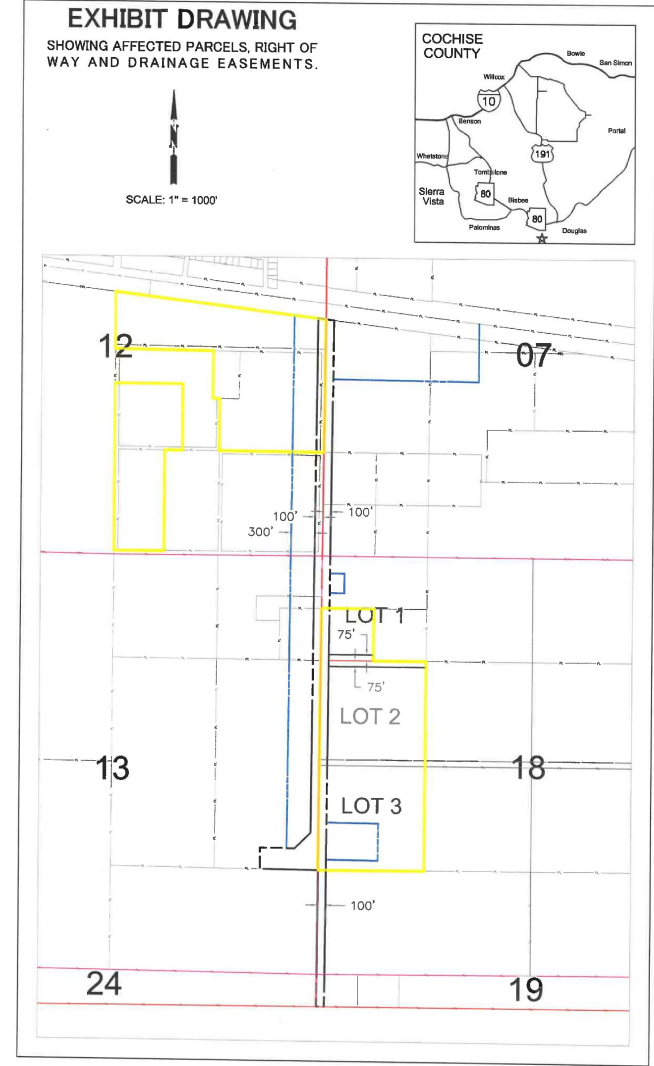 EXHIBIT DRAWING
SHOWING AFFECTED PARCELS, RIGHT OF
WAY AND DRAINAGE EASEMENTS.
N
SCALE: 1" = 1000'
COCHISE
COUNTY
Bowie
San Simon
Willcox
10
Benson
Portal
191
Whetstone
Tombstone
Sierra
Vista
80
Bisbee
80
Palominas
Douglas
12
07
100'
100'
300'
LOT 1
75'
75'
LOT 2
13
18
LOT 3
100'
24
19